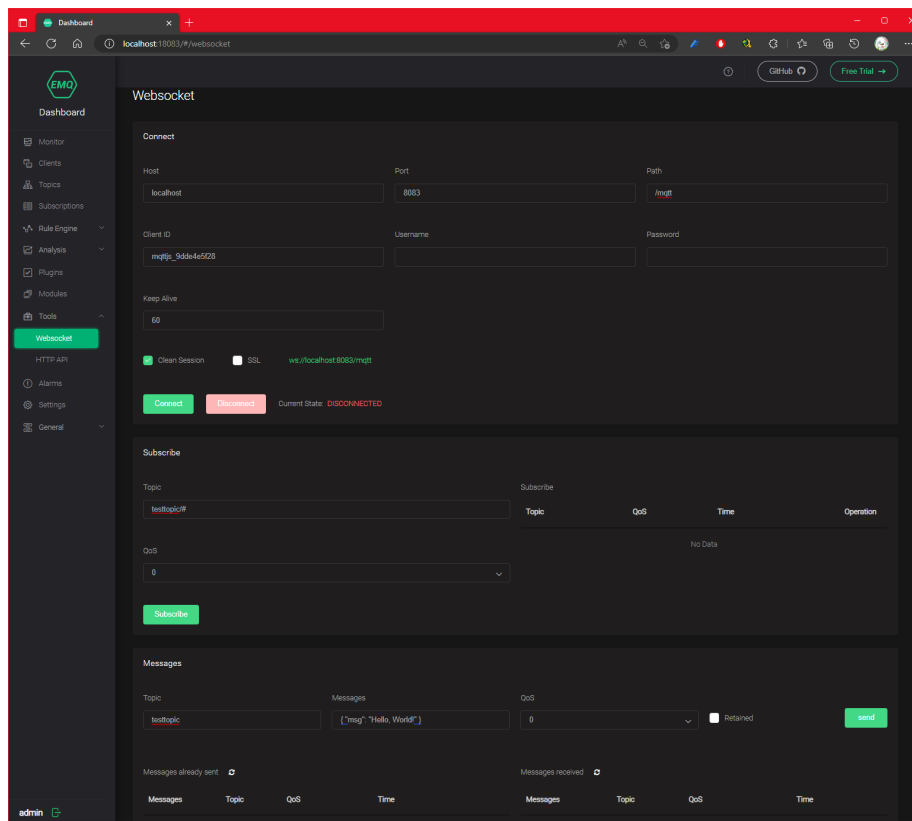 Dashboard
localhost:18083/#/websocket
EMQ
Dashboard
GitHub
Free Trial →
Monitor
Clients
Topics
Subscriptions
Rule Engine
Analysis
Plugins
Modules
Tools
Websocket
HTTP API
Alarms
Settings
General
admin
Websocket
Connect
Host
Port
Path
localhost
8083
/mqtt
Client ID
Username
Password
mqttjs_9dde4e5f28
Keep Alive
60
Clean Session
SSL
ws://localhost:8083/mqtt
Connect
Disconnect
Current State: DISCONNECTED
Subscribe
Topic
testtopic/#
QoS
0
Subscribe
Subscribe
Topic QoS Time Operation
No Data
Messages
Topic
Messages
QoS
testtopic
{ "msg": "Hello, World!" }
0
Retained
send
Messages already sent
Messages Topic QoS Time
Messages received
Messages Topic QoS Time